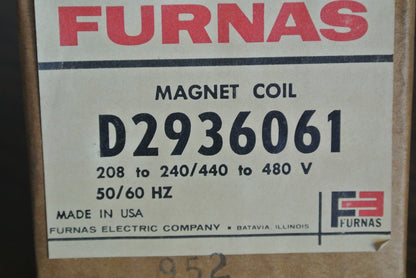 FURNAS
MAGNET COIL
D2936061
208 to 240/440 to 480 V
50/60 HZ
MADE IN USA
FURNAS ELECTRIC COMPANY • BATAVIA, ILLINOIS
FURNAS
952